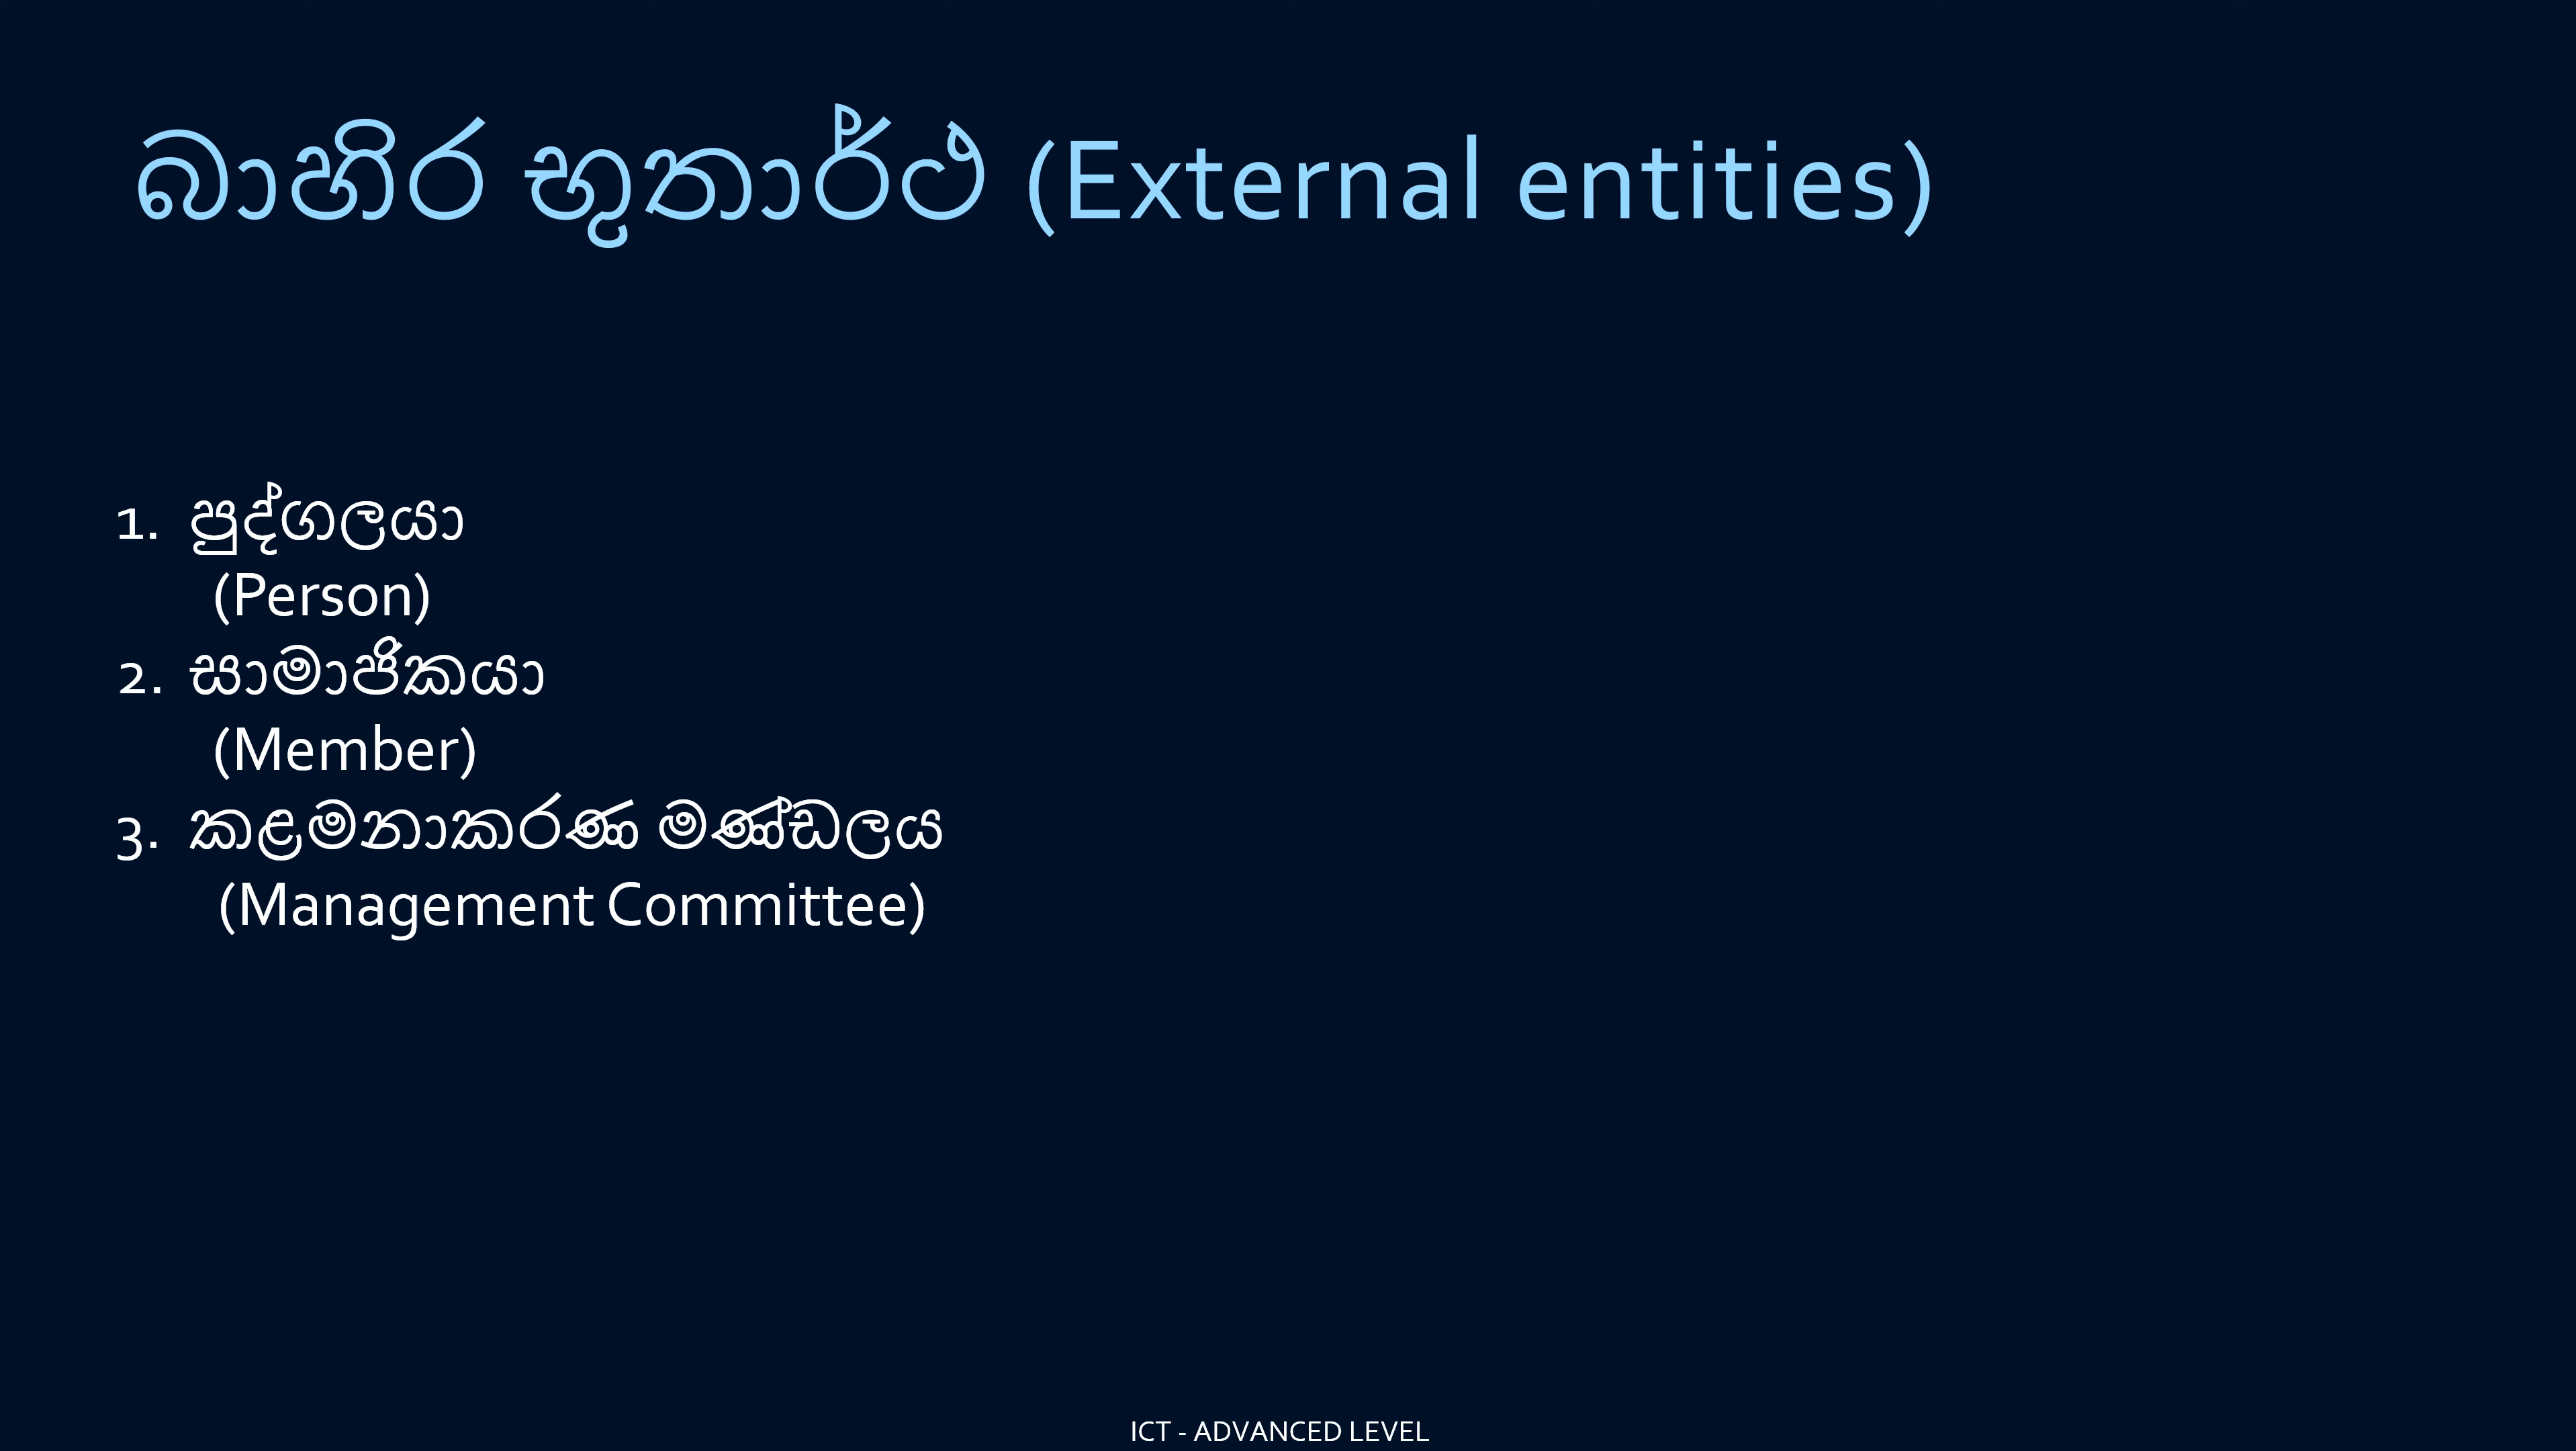 බාහිර භූතාර්ථ (External entities)
1. පුද්ගලයා
(Person)
2. සාමාජිකයා
(Member)
3. කළමනාකරණ මණ්ඩලය
(Management Committee)
ICT - ADVANCED LEVEL